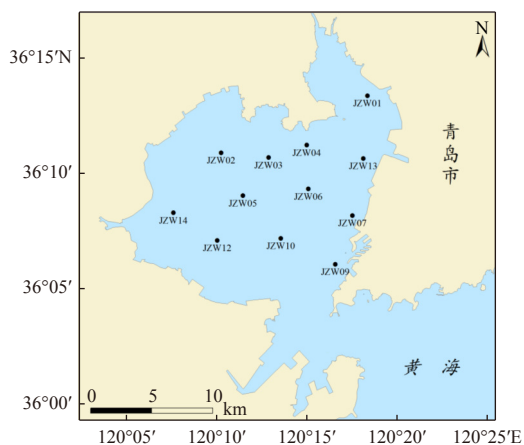 N
36°15′N
JZW01
青岛市
JZW04
JZW02
JZW03
JZW13
36°10′
JZW06
JZW05
JZW14
JZW07
JZW12
JZW10
JZW09
36°05′
黄 海
36°00′
0 5 10
km
120°05′
120°10′
120°15′
120°20′
120°25′E